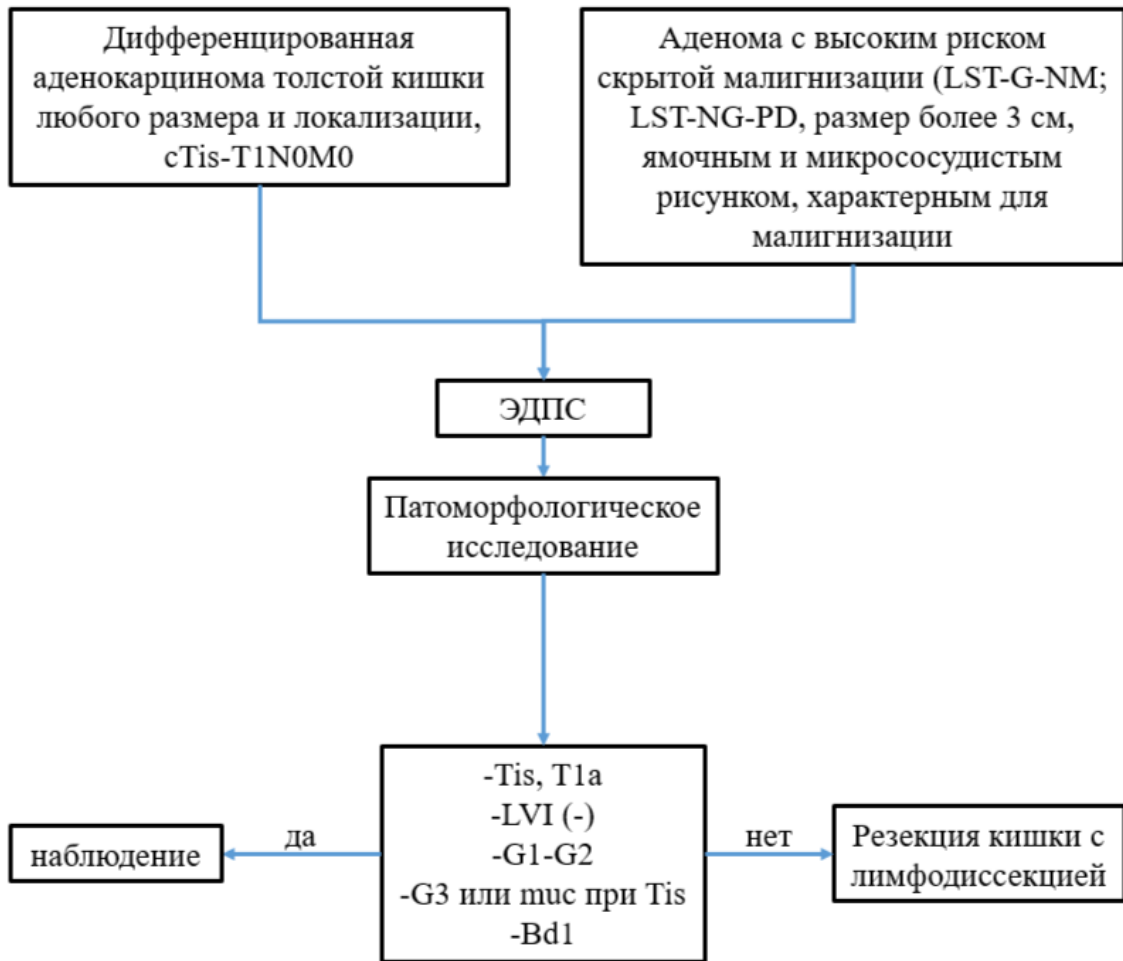 Дифференцированная
аденокарцинома толстой кишки
любого размера и локализации,
cTis-T1N0M0
Аденома с высоким риском
скрытой малигнизации (LST-G-NM;
LST-NG-PD, размер более 3 см,
ямочным и микрососудистым
рисунком, характерным для
малигнизации
ЭДПС
Патоморфологическое
исследование
-Tis, T1a
-LVI (-)
-G1-G2
-G3 или muc при Tis
-Bd1
да
наблюдение
нет
Резекция кишки с
лимфодиссекцией